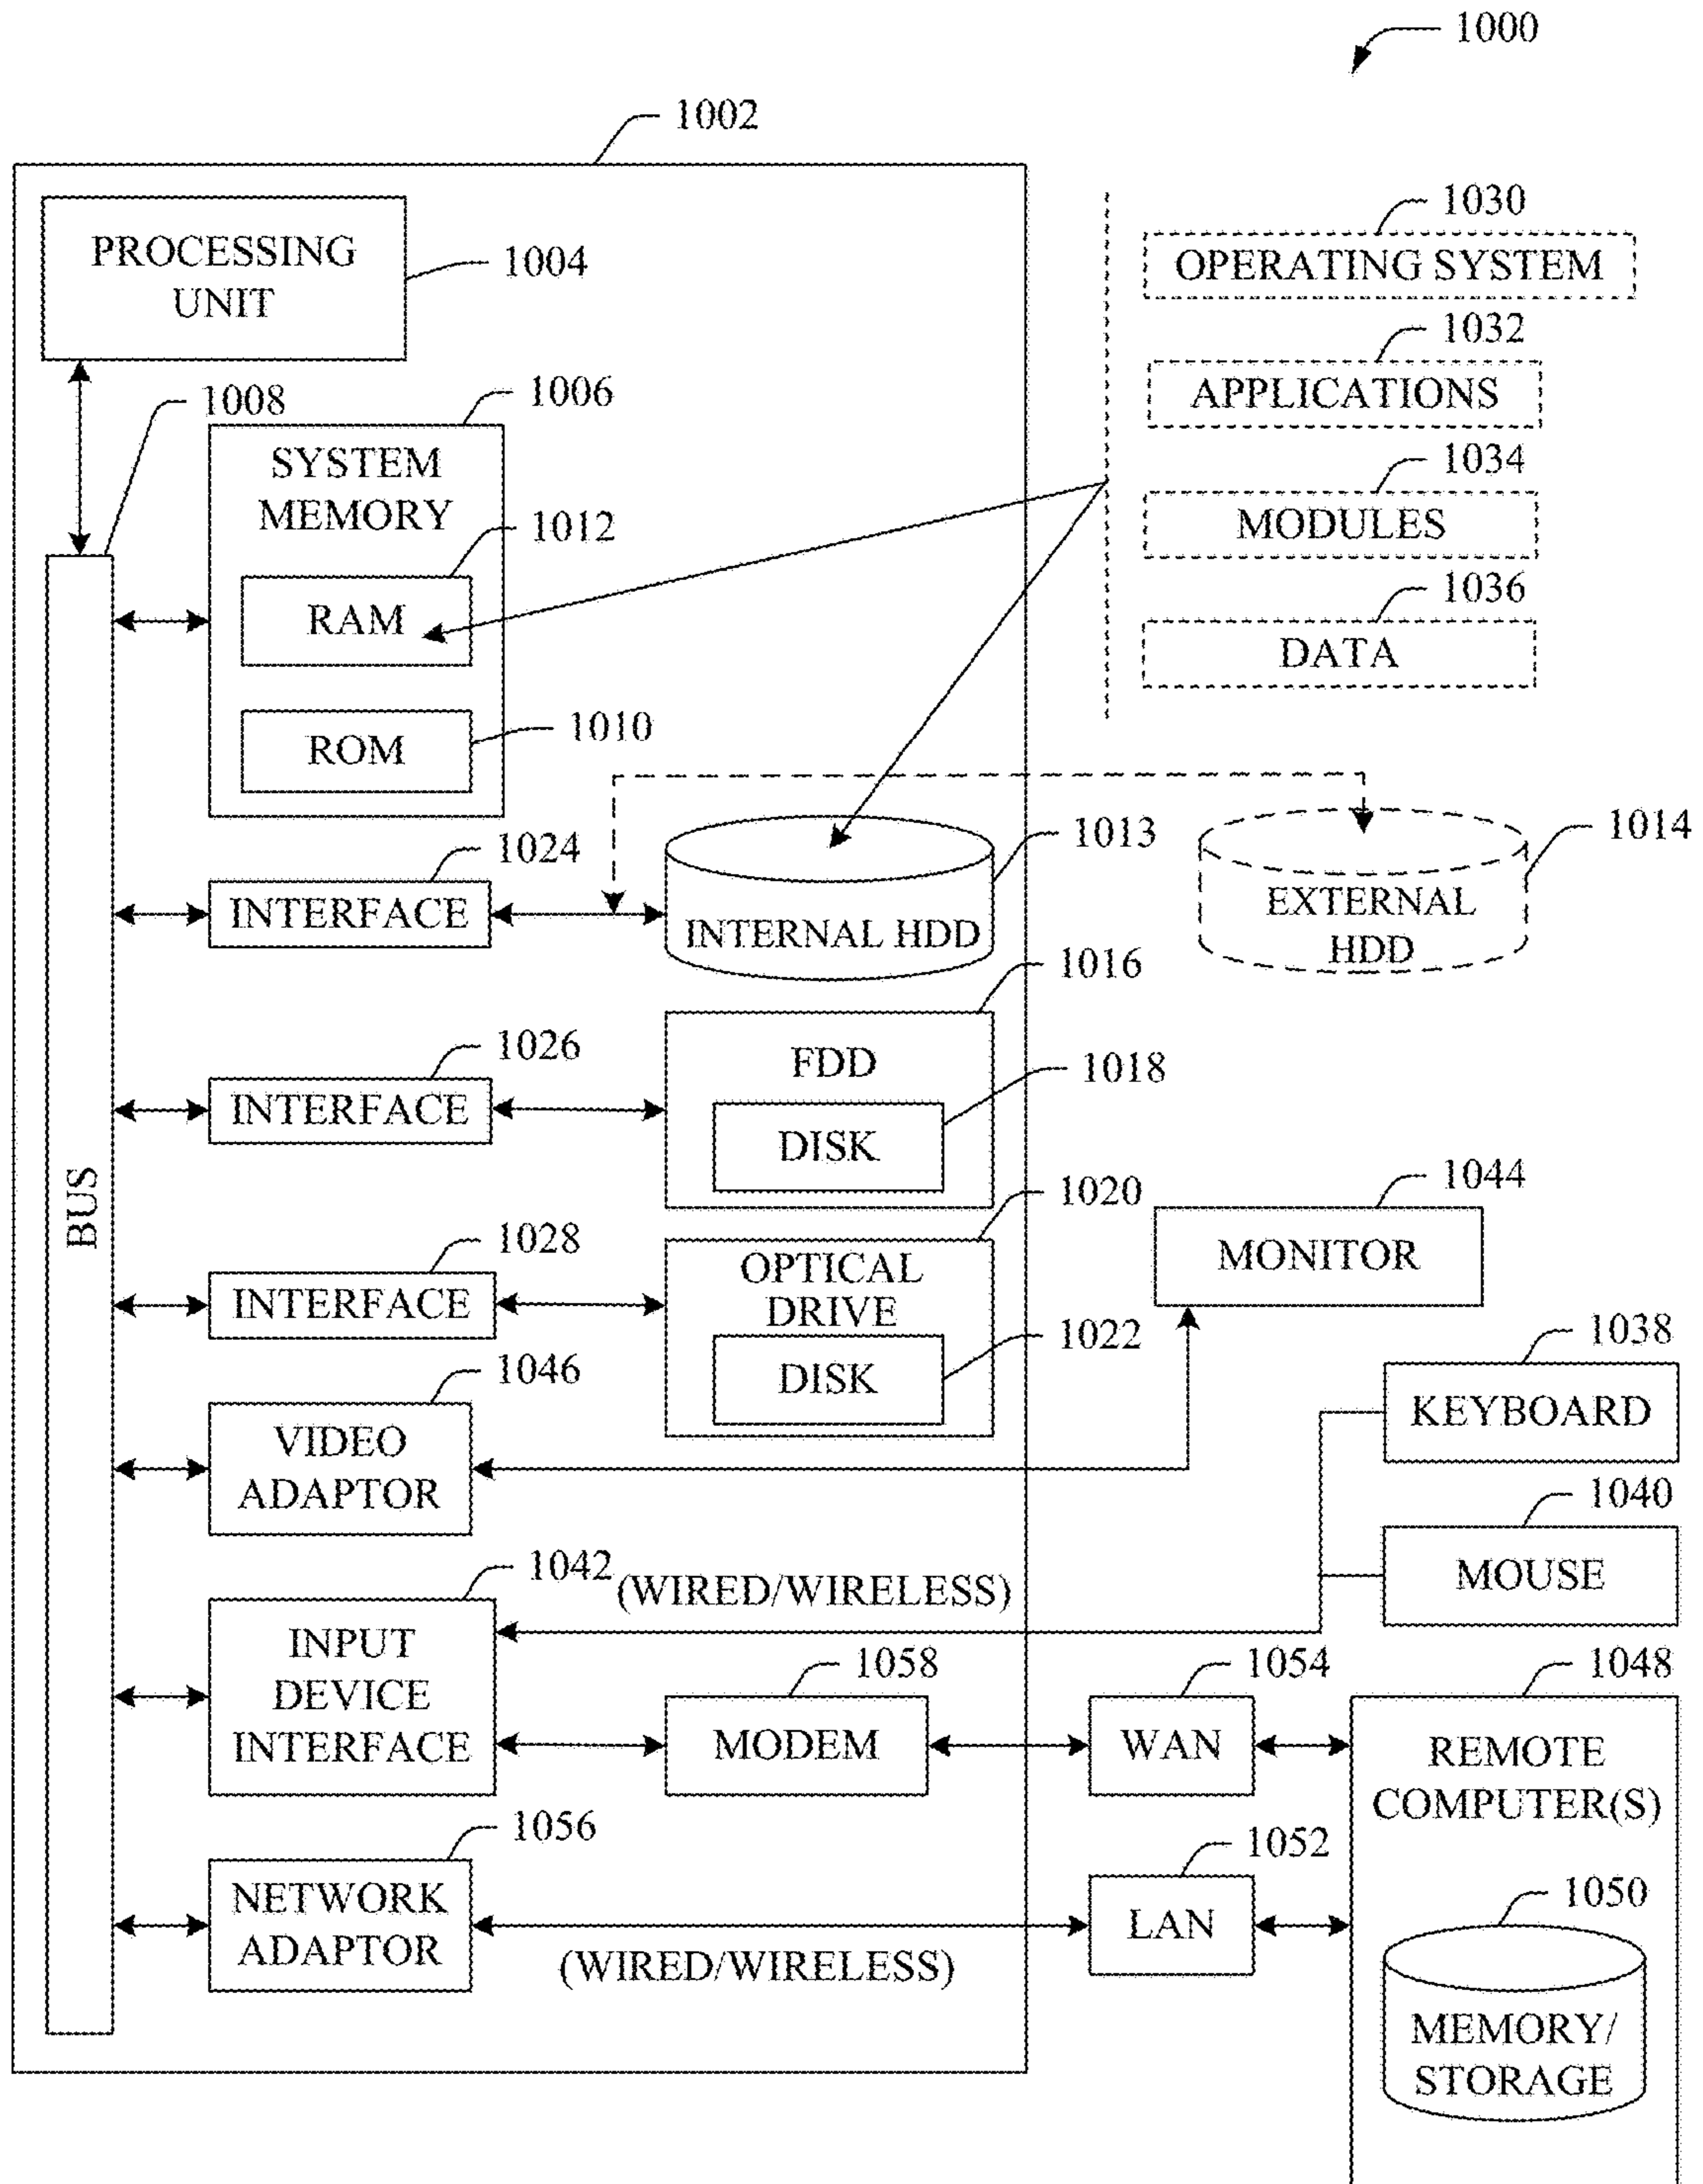 1000
1002
PROCESSING
UNIT
1004
1030
OPERATING SYSTEM
1032
APPLICATIONS
1034
MODULES
1036
DATA
1008
1006
SYSTEM
MEMORY
1012
RAM
1010
ROM
1024
INTERFACE
1013
INTERNAL HDD
1014
EXTERNAL
HDD
1016
FDD
1026
INTERFACE
1018
DISK
BUS
1020
OPTICAL
DRIVE
1028
INTERFACE
1022
DISK
1044
MONITOR
1046
VIDEO
ADAPTOR
1038
KEYBOARD
1040
MOUSE
1042
(WIRED/WIRELESS)
INPUT
DEVICE
INTERFACE
1058
MODEM
1054
WAN
1048
REMOTE
COMPUTER(S)
1056
NETWORK
ADAPTOR
(WIRED/WIRELESS)
1052
LAN
1050
MEMORY/
STORAGE